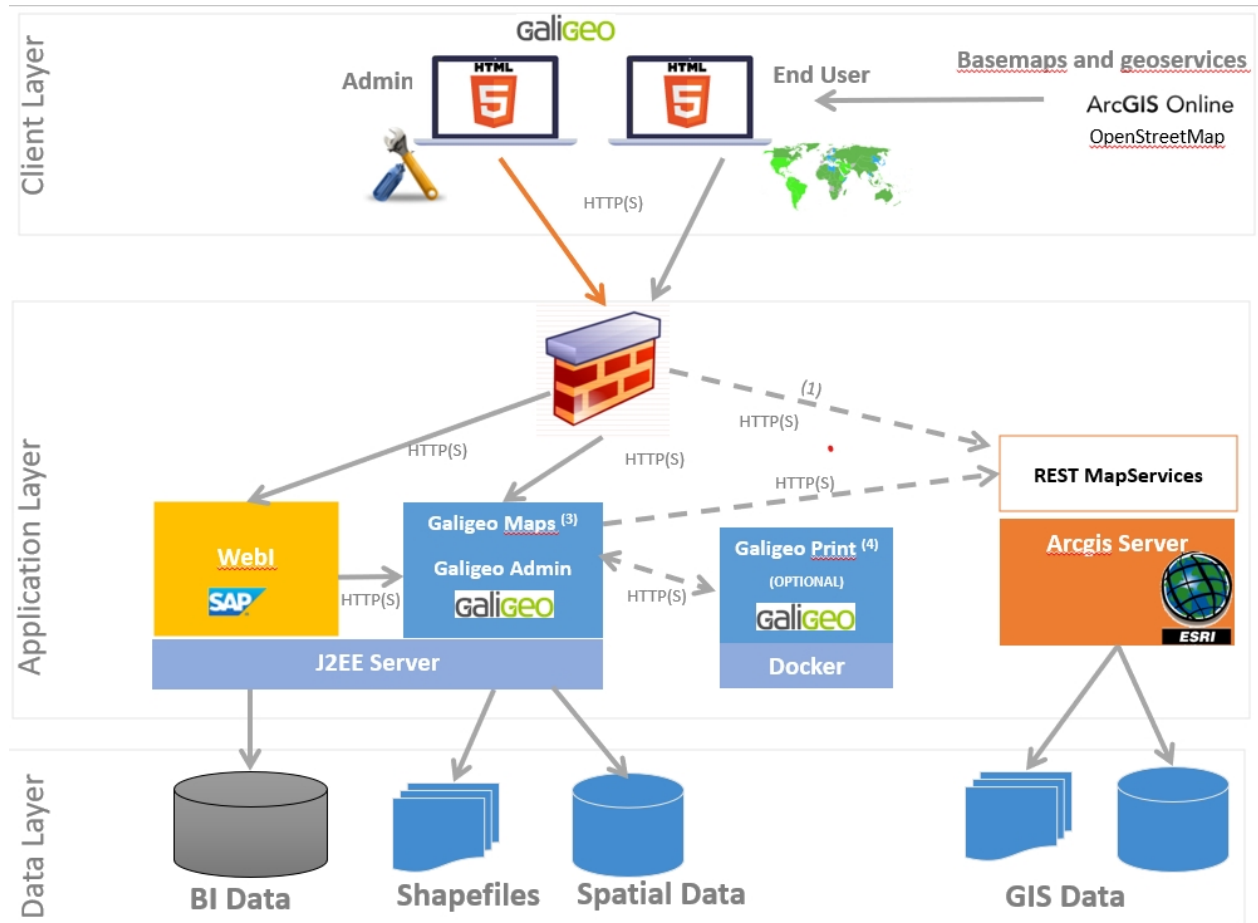 Client Layer
Galigeo
Admin
HTML
5
HTML
5
End User
Basemaps and geoservices
ArcGIS Online
OpenStreetMap
HTTP(S)
Application Layer
(1)
HTTP(S)
HTTP(S)
HTTP(S)
HTTP(S)
REST MapServices
WebI
SAP
HTTP(S)
Galigeo Maps (3)
Galigeo Admin
Galigeo
HTTP(S)
Galigeo Print (4)
(OPTIONAL)
Galigeo
Arcgis Server
ESRI
J2EE Server
Docker
Data Layer
BI Data
Shapefiles
Spatial Data
GIS Data